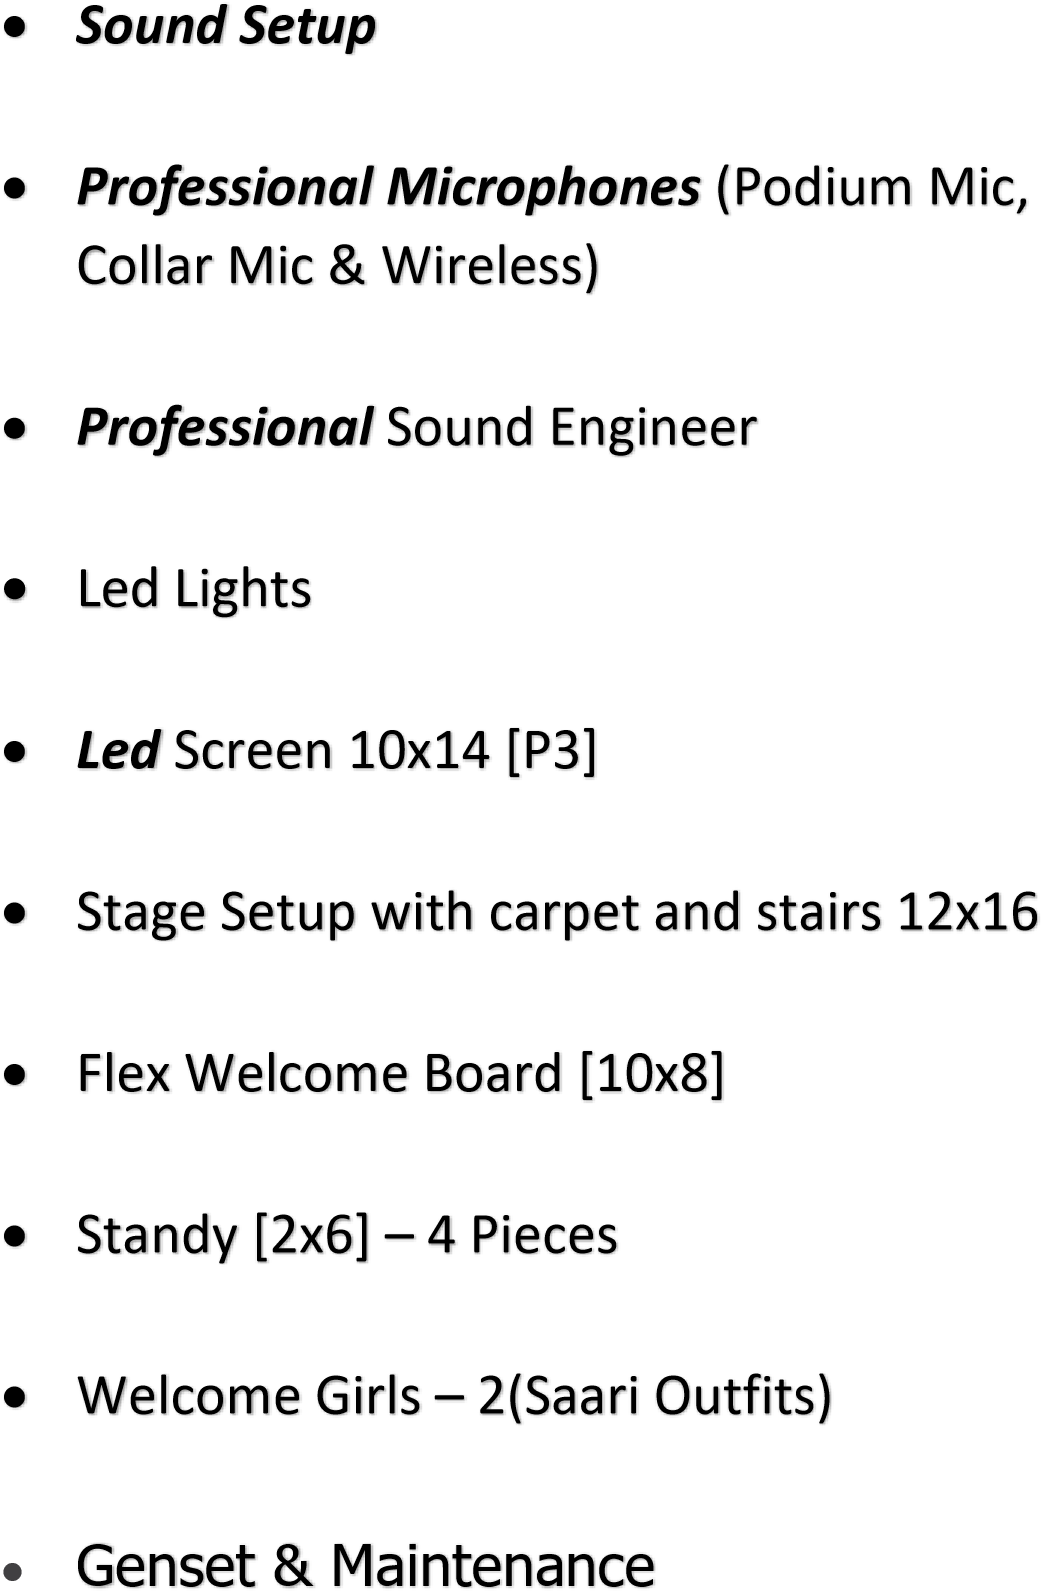 • Sound Setup
• Professional Microphones (Podium Mic,
Collar Mic & Wireless)
• Professional Sound Engineer
• Led Lights
• Led Screen 10x14 [P3]
• Stage Setup with carpet and stairs 12x16
• Flex Welcome Board [10x8]
• Standy [2x6] – 4 Pieces
• Welcome Girls – 2(Saari Outfits)
• Genset & Maintenance